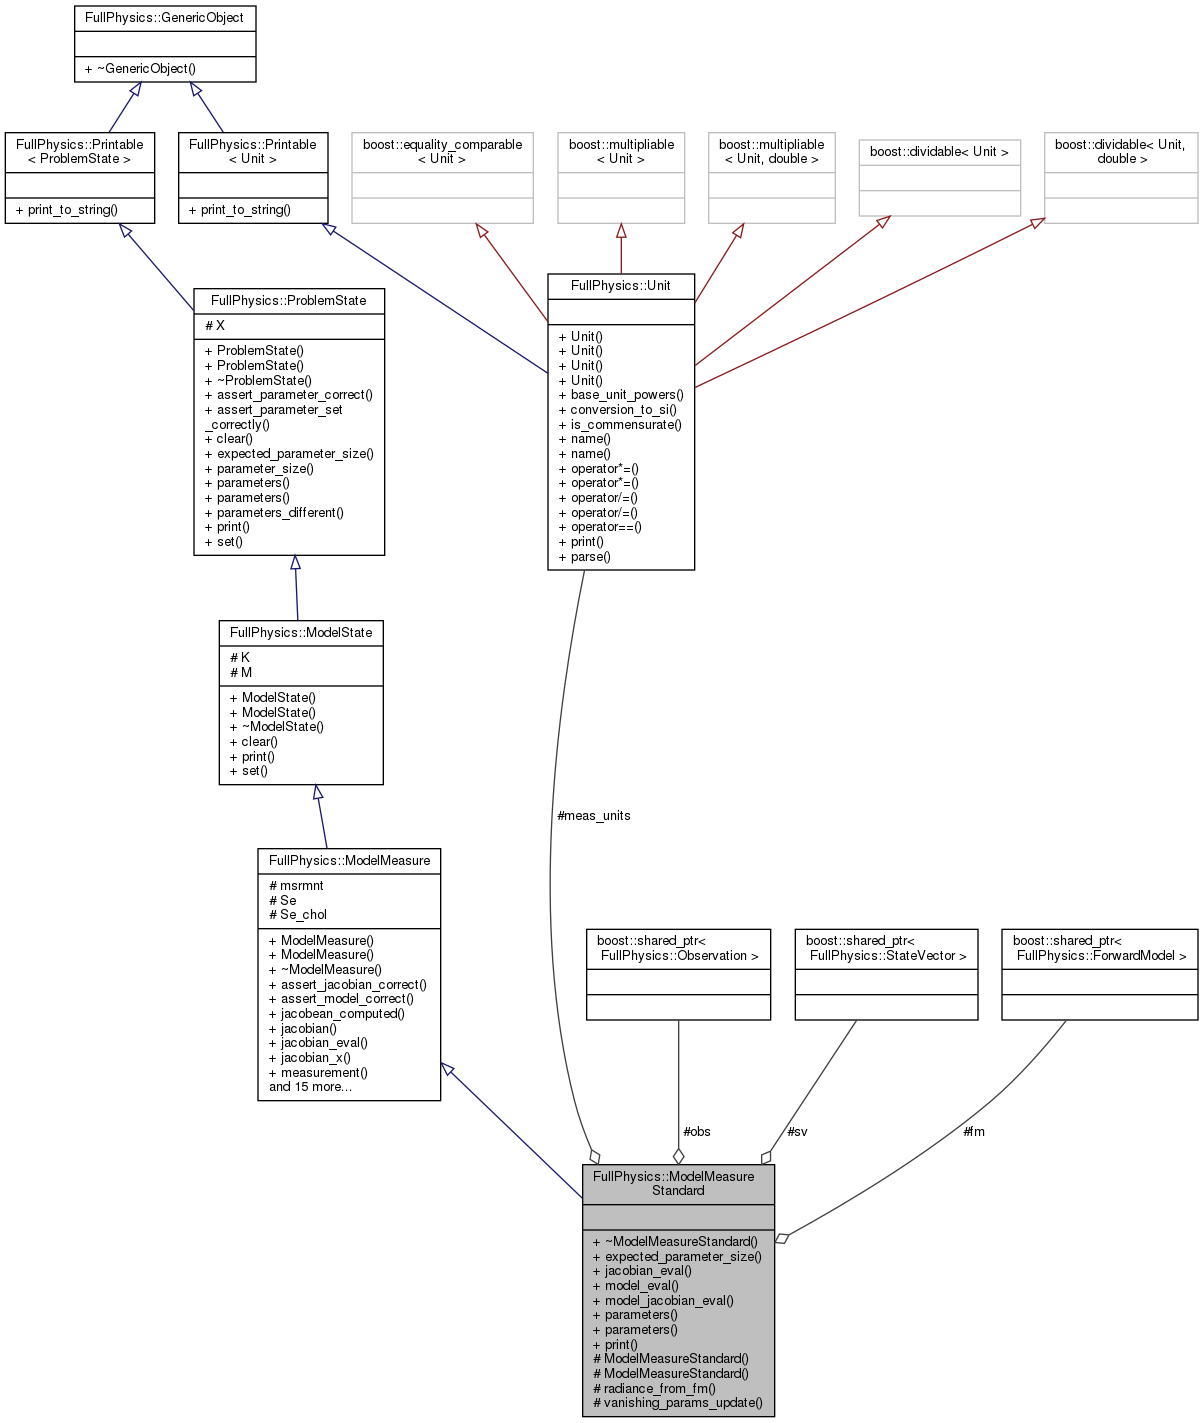 FullPhysics::GenericObject
+ ~GenericObject()
FullPhysics::Printable
< ProblemState >
+ print_to_string()
FullPhysics::Printable
< Unit >
+ print_to_string()
boost::equality_comparable
< Unit >
boost::multipliable
< Unit >
boost::multipliable
< Unit, double >
boost::dividable< Unit >
boost::dividable< Unit,
double >
FullPhysics::ProblemState
# X
+ ProblemState()
+ ProblemState()
+ ~ProblemState()
+ assert_parameter_correct()
+ assert_parameter_set
_correctly()
+ clear()
+ expected_parameter_size()
+ parameter_size()
+ parameters()
+ parameters()
+ parameters_different()
+ print()
+ set()
FullPhysics::Unit
+ Unit()
+ Unit()
+ Unit()
+ Unit()
+ base_unit_powers()
+ conversion_to_si()
+ is_commensurate()
+ name()
+ name()
+ operator*=()
+ operator*=()
+ operator/=()
+ operator/=()
+ operator==()
+ print()
+ parse()
FullPhysics::ModelState
# K
# M
+ ModelState()
+ ModelState()
+ ~ModelState()
+ clear()
+ print()
+ set()
#meas_units
FullPhysics::ModelMeasure
# msrmnt
# Se
# Se_chol
+ ModelMeasure()
+ ModelMeasure()
+ ~ModelMeasure()
+ assert_jacobian_correct()
+ assert_model_correct()
+ jacobean_computed()
+ jacobian()
+ jacobian_eval()
+ jacobian_x()
+ measurement()
and 15 more...
boost::shared_ptr<
FullPhysics::Observation >
boost::shared_ptr<
FullPhysics::StateVector >
boost::shared_ptr<
FullPhysics::ForwardModel >
#obs
#sv
#fm
FullPhysics::ModelMeasure
Standard
+ ~ModelMeasureStandard()
+ expected_parameter_size()
+ jacobian_eval()
+ model_eval()
+ model_jacobian_eval()
+ parameters()
+ parameters()
+ print()
# ModelMeasureStandard()
# ModelMeasureStandard()
# radiance_from_fm()
# vanishing_params_update()